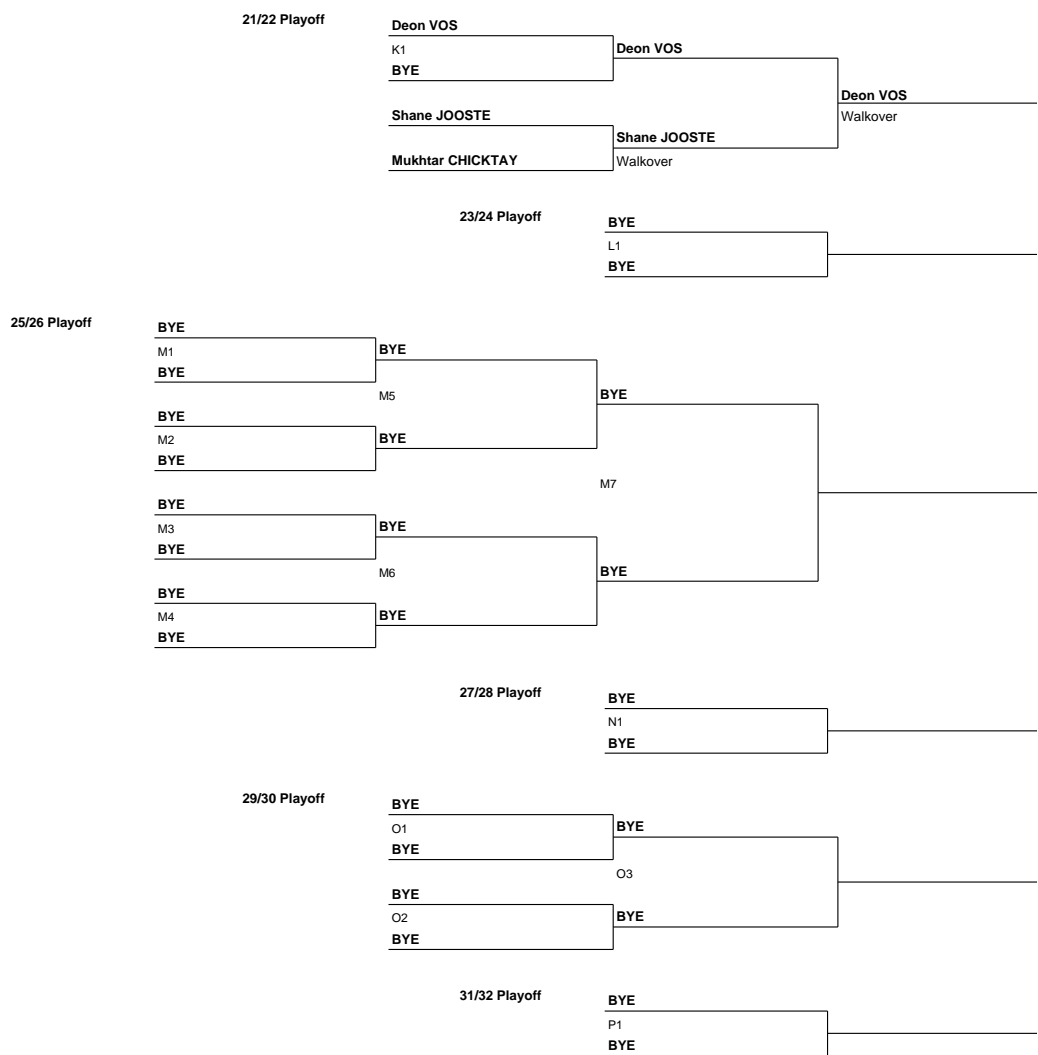 21/22 Playoff
Deon VOS
K1
BYE
Deon VOS
Shane JOOSTE
Mukhtar CHICKTAY
Shane JOOSTE
Walkover
Deon VOS
Walkover
23/24 Playoff
BYE
L1
BYE
25/26 Playoff
BYE
M1
BYE
BYE
M5
BYE
M2
BYE
BYE
BYE
M7
BYE
M3
BYE
BYE
M6
BYE
M4
BYE
BYE
BYE
27/28 Playoff
BYE
N1
BYE
29/30 Playoff
BYE
O1
BYE
BYE
O3
BYE
O2
BYE
BYE
31/32 Playoff
BYE
P1
BYE